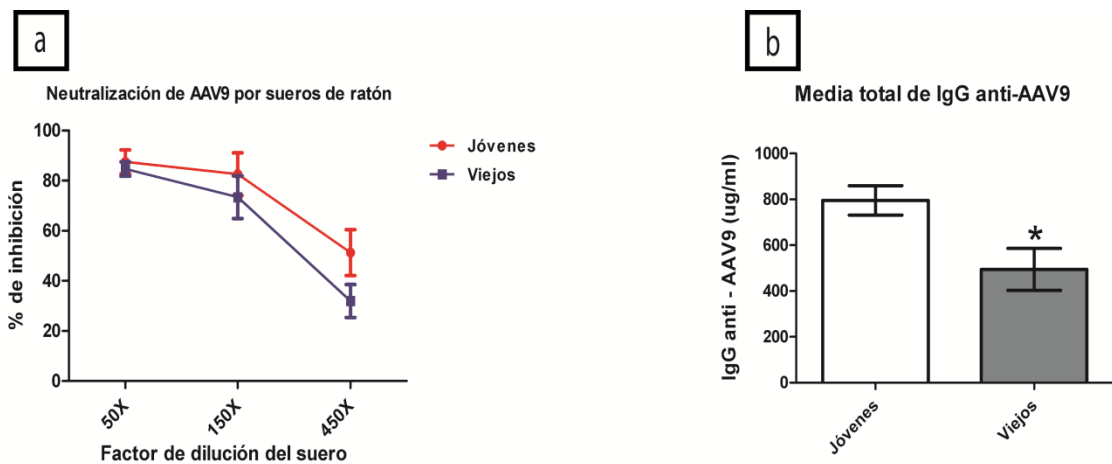 a
Neutralización de AAV9 por sueros de ratón
100
80
60
40
20
0
% de inhibición
50X
150X
450X
Factor de dilución del suero
Jóvenes
Viejos
b
Media total de IgG anti-AAV9
1000
800
600
400
200
0
IgG anti - AAV9 (ug/ml)
*
Jóvenes
Viejos